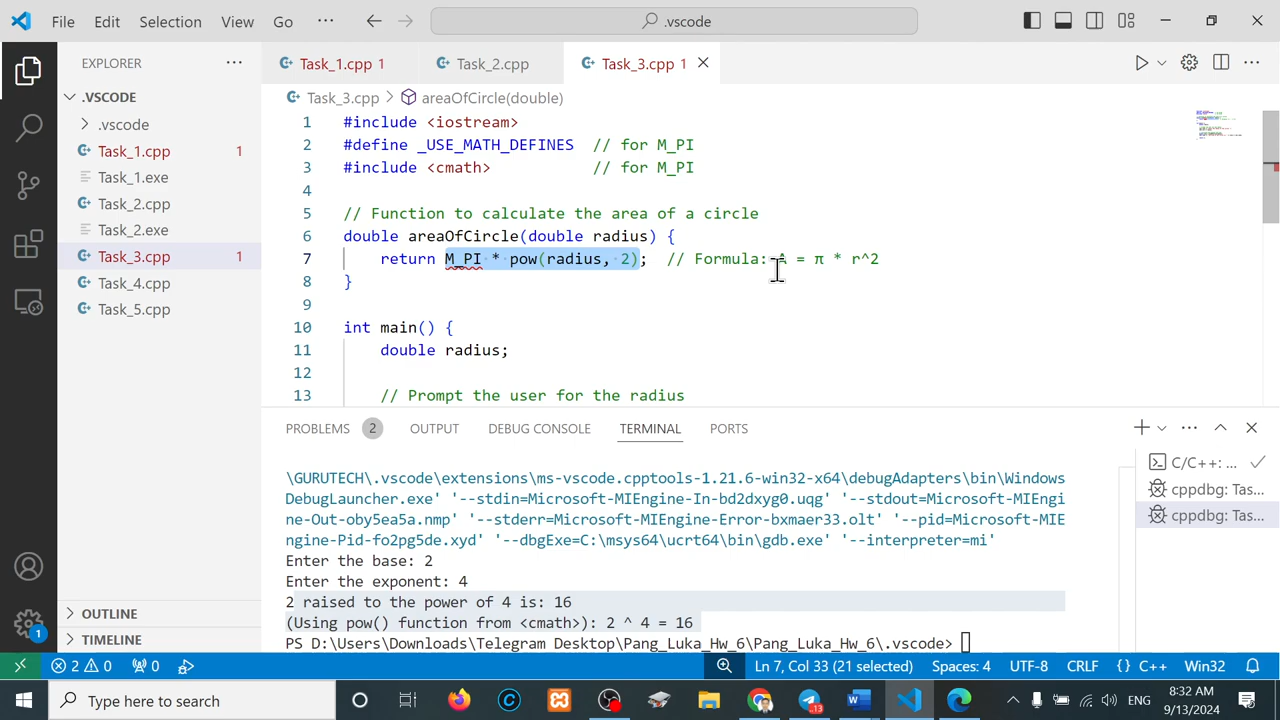 File Edit Selection View Go ··· .vscode
EXPLORER ···
Task_1.cpp 1 Task_2.cpp Task_3.cpp 1
.VSCODE
.vscode
Task_1.cpp 1
Task_1.exe
Task_2.cpp
Task_2.exe
Task_3.cpp 1
Task_4.cpp
Task_5.cpp
OUTLINE
TIMELINE
Task_3.cpp > areaOfCircle(double)
1 #include <iostream>
2 #define _USE_MATH_DEFINES // for M_PI
3 #include <cmath> // for M_PI
4
5 // Function to calculate the area of a circle
6 double areaOfCircle(double radius) {
7 return M_PI * pow(radius, 2); // Formula: A = π * r^2
8 }
9
10 int main() {
11 double radius;
12
13 // Prompt the user for the radius
PROBLEMS 2 OUTPUT DEBUG CONSOLE TERMINAL PORTS
\GURUTECH\.vscode\extensions\ms-vscode.cpptools-1.21.6-win32-x64\debugAdapters\bin\Windows
DebugLauncher.exe' '--stdin=Microsoft-MIEngine-In-bd2dxyg0.uqg' '--stdout=Microsoft-MIEngi
ne-Out-oby5ea5a.nmp' '--stderr=Microsoft-MIEngine-Error-bxmaer33.olt' '--pid=Microsoft-MIE
ngine-Pid-fo2pg5de.xyd' '--dbgExe=C:\msys64\ucrt64\bin\gdb.exe' '--interpreter=mi'
Enter the base: 2
Enter the exponent: 4
2 raised to the power of 4 is: 16
(Using pow() function from <cmath>): 2 ^ 4 = 16
PS D:\Users\Downloads\Telegram Desktop\Pang_Luka_Hw_6\Pang_Luka_Hw_6\.vscode>
C/C++: ...
cppdbg: Tas...
cppdbg: Tas...
1
2 0 0 Ln 7, Col 33 (21 selected) Spaces: 4 UTF-8 CRLF {} C++ Win32
Type here to search
.13
ENG
8:32 AM
9/13/2024